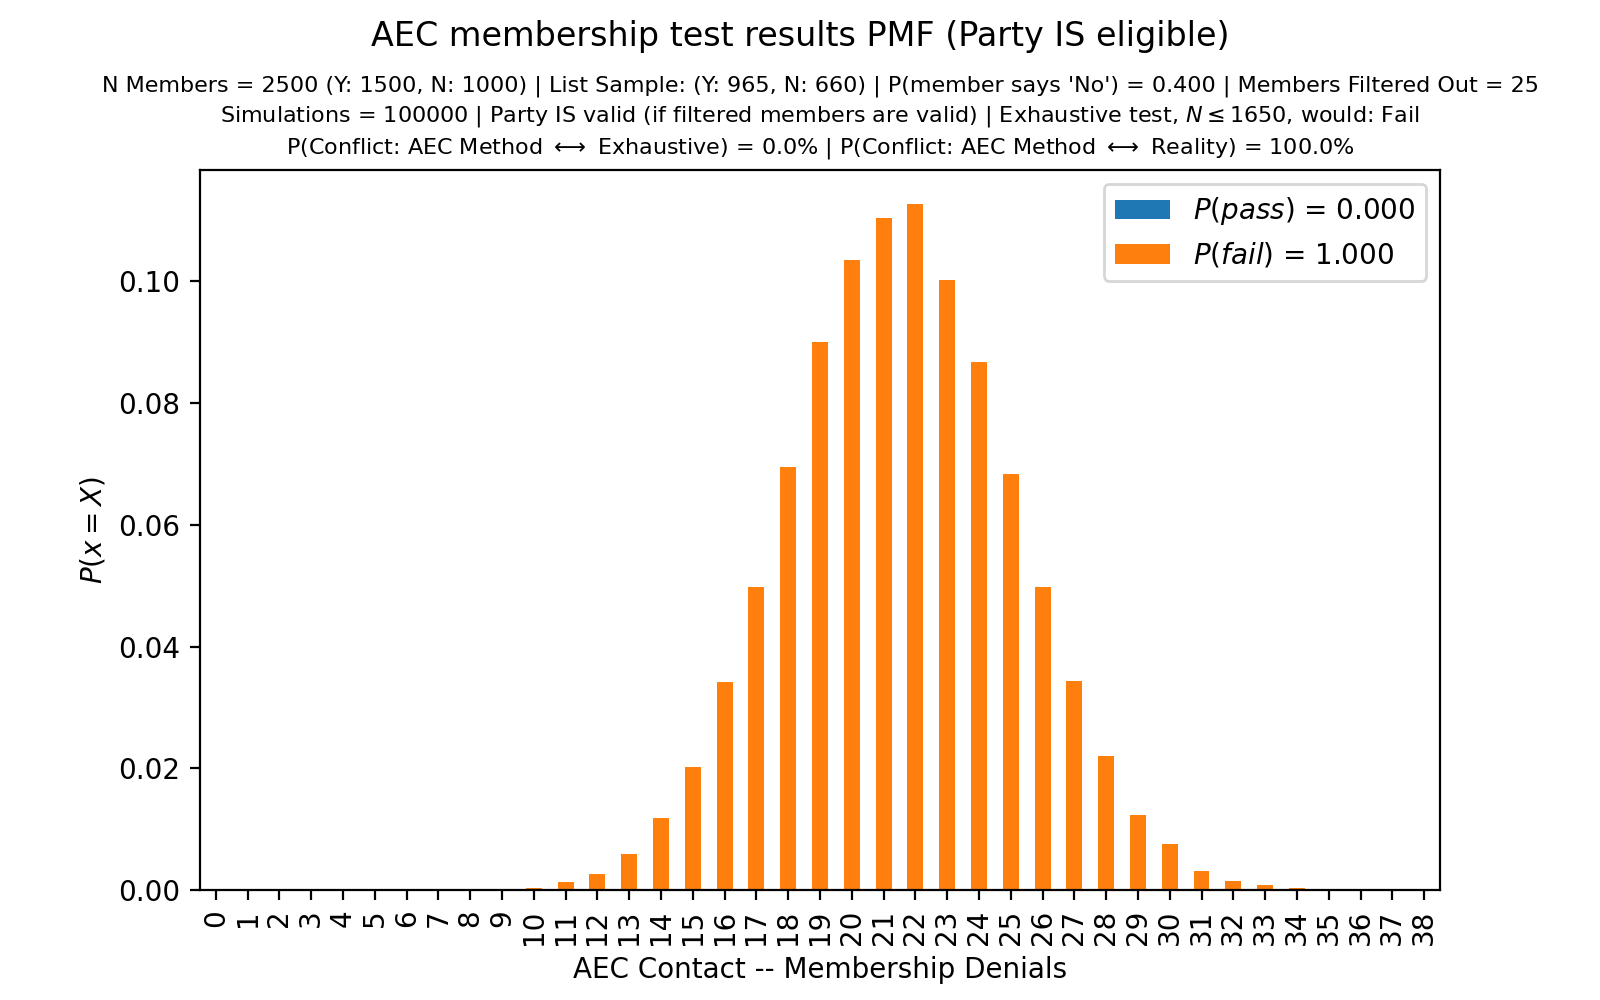 AEC membership test results PMF (Party IS eligible)
N Members = 2500 (Y: 1500, N: 1000) | List Sample: (Y: 965, N: 660) | P(member says 'No') = 0.400 | Members Filtered Out = 25
Simulations = 100000 | Party IS valid (if filtered members are valid) | Exhaustive test, N ≤ 1650, would: Fail
P(Conflict: AEC Method ⟷ Exhaustive) = 0.0% | P(Conflict: AEC Method ⟷ Reality) = 100.0%
P(pass) = 0.000
P(fail) = 1.000
0.10
0.08
0.06
0.04
0.02
0.00
P(x = X)
0 1 2 3 4 5 6 7 8 9 10 11 12 13 14 15 16 17 18 19 20 21 22 23 24 25 26 27 28 29 30 31 32 33 34 35 36 37 38
AEC Contact -- Membership Denials